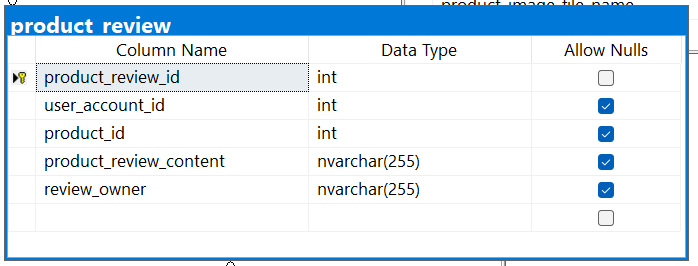 product_image_file_name
product_review
Column Name Data Type Allow Nulls
product_review_id int
user_account_id int
product_id int
product_review_content nvarchar(255)
review_owner nvarchar(255)